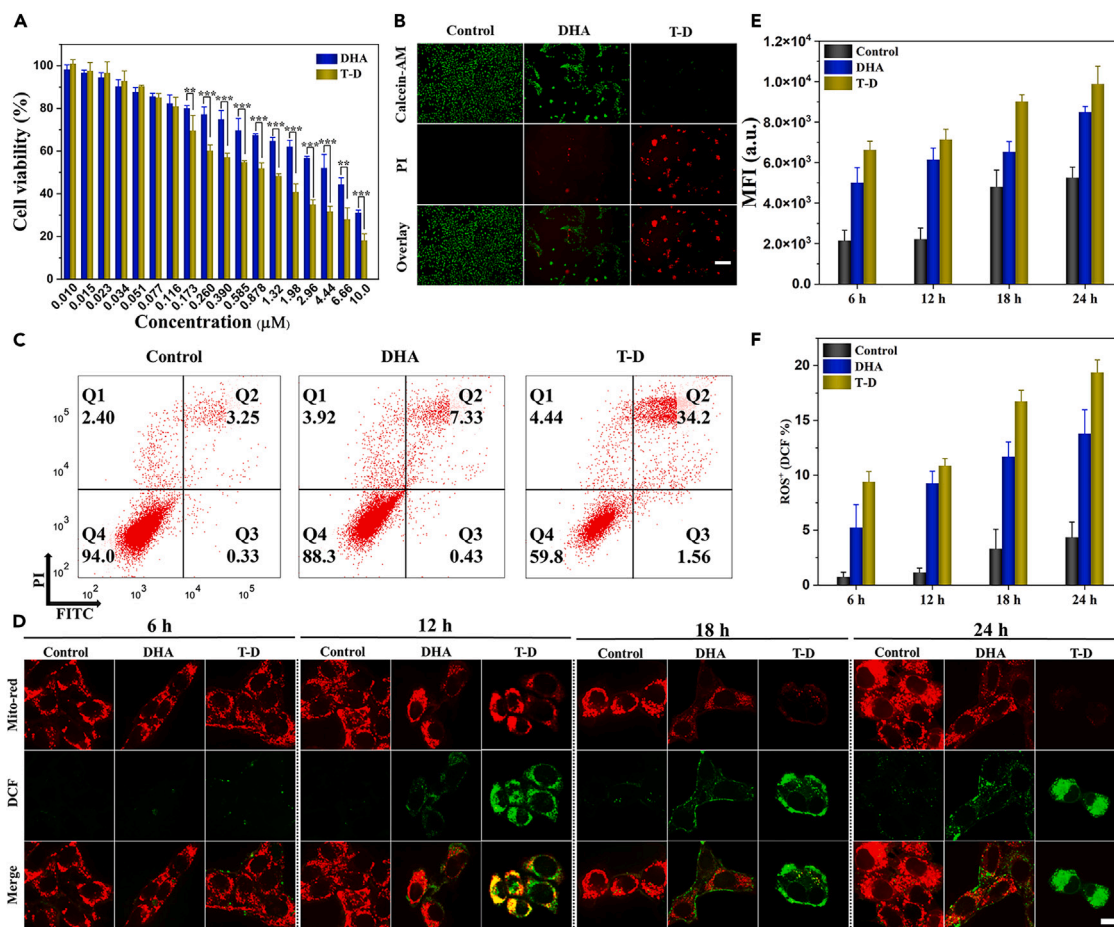 A
DHA
T-D
Cell viability (%)
100
80
60
40
20
0
** *** *** *** *** *** *** *** *** ** ***
0.010 0.015 0.023 0.034 0.051 0.077 0.116 0.173 0.260 0.390 0.585 0.878 1.32 1.98 2.96 4.44 6.66 10.0
Concentration (μM)
B
Control DHA T-D
Calcein-AM
PI
Overlay
C
Control DHA T-D
Q1 2.40
Q2 3.25
Q4 94.0
Q3 0.33
Q1 3.92
Q2 7.33
Q4 88.3
Q3 0.43
Q1 4.44
Q2 34.2
Q4 59.8
Q3 1.56
10⁵
10⁴
10³
10²
10² 10³ 10⁴ 10⁵
PI
FITC
D
6 h 12 h 18 h 24 h
Control DHA T-D Control DHA T-D Control DHA T-D Control DHA T-D
Mito-red
DCF
Merge
E
Control
DHA
T-D
MFI (a.u.)
1.2×10⁴
1.0×10⁴
8.0×10³
6.0×10³
4.0×10³
2.0×10³
0.0
6 h 12 h 18 h 24 h
F
Control
DHA
T-D
ROS⁺ (DCF %)
20
15
10
5
0
6 h 12 h 18 h 24 h